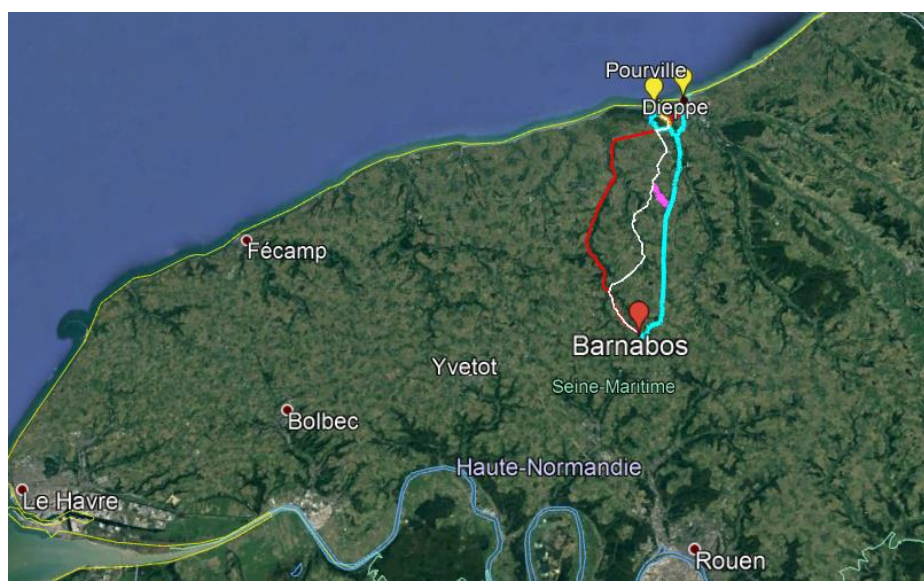 Pourville
Dieppe
Fécamp
Barnabos
Yvetot
Seine-Maritime
Bolbec
Haute-Normandie
Le Havre
Rouen